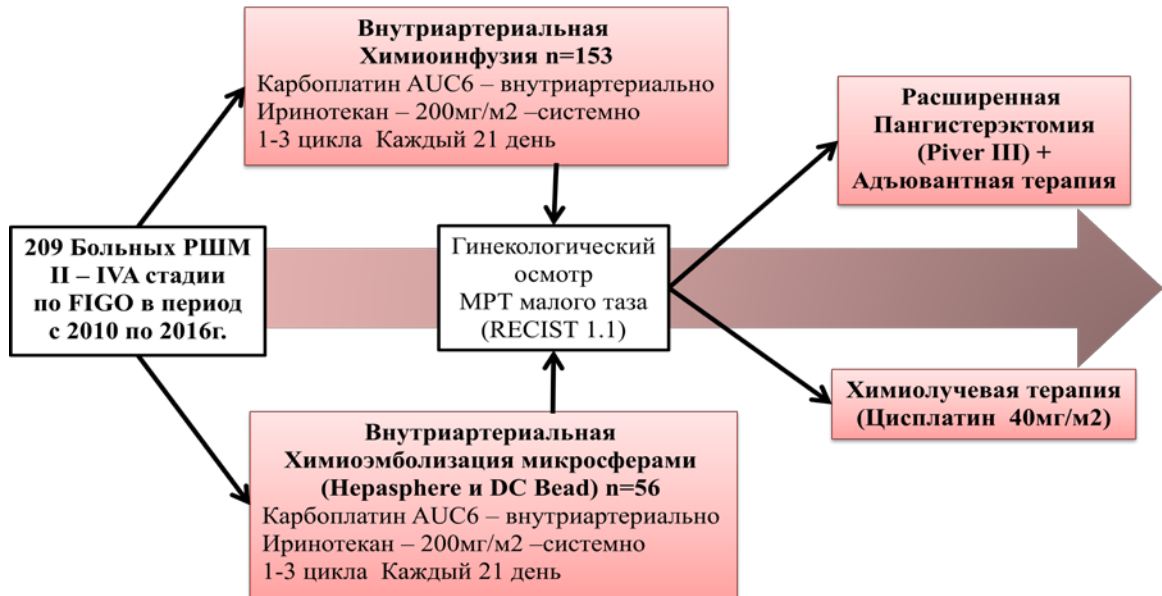 Внутриартериальная
Химиоинфузия n=153
Карбоплатин AUC6 – внутриартериально
Иринотекан – 200мг/м2 –системно
1-3 цикла  Каждый 21 день
209 Больных РШМ
II – IVA стадии
по FIGO в период
с 2010 по 2016г.
Гинекологический
осмотр
МРТ малого таза
(RECIST 1.1)
Внутриартериальная
Химиоэмболизация микросферами
(Hepasphere и DC Bead) n=56
Карбоплатин AUC6 – внутриартериально
Иринотекан – 200мг/м2 –системно
1-3 цикла  Каждый 21 день
Расширенная
Пангистерэктомия
(Piver III) +
Адъювантная терапия
Химиолучевая терапия
(Цисплатин  40мг/м2)